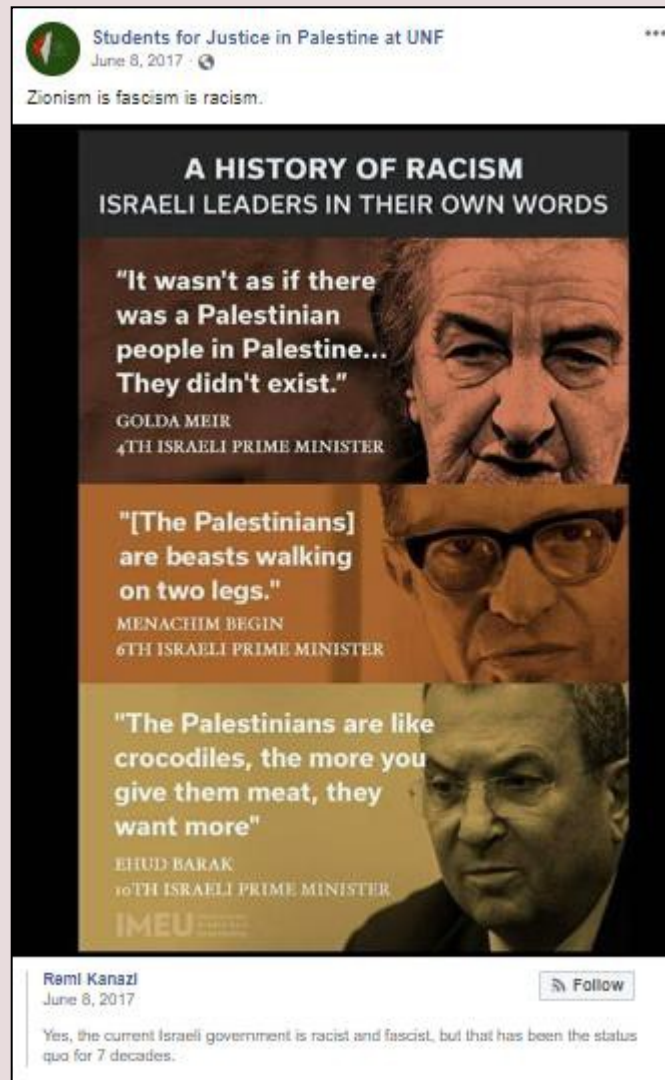 Students for Justice in Palestine at UNF
June 8, 2017 ·
Zionism is fascism is racism.
A HISTORY OF RACISM
ISRAELI LEADERS IN THEIR OWN WORDS
"It wasn't as if there
was a Palestinian
people in Palestine...
They didn't exist."
GOLDA MEIR
4TH ISRAELI PRIME MINISTER
"[The Palestinians]
are beasts walking
on two legs."
MENACHIM BEGIN
6TH ISRAELI PRIME MINISTER
"The Palestinians are like
crocodiles, the more you
give them meat, they
want more"
EHUD BARAK
10TH ISRAELI PRIME MINISTER
IMEU
Remi Kanazi
June 8, 2017
Follow
Yes, the current Israeli government is racist and fascist, but that has been the status
quo for 7 decades.